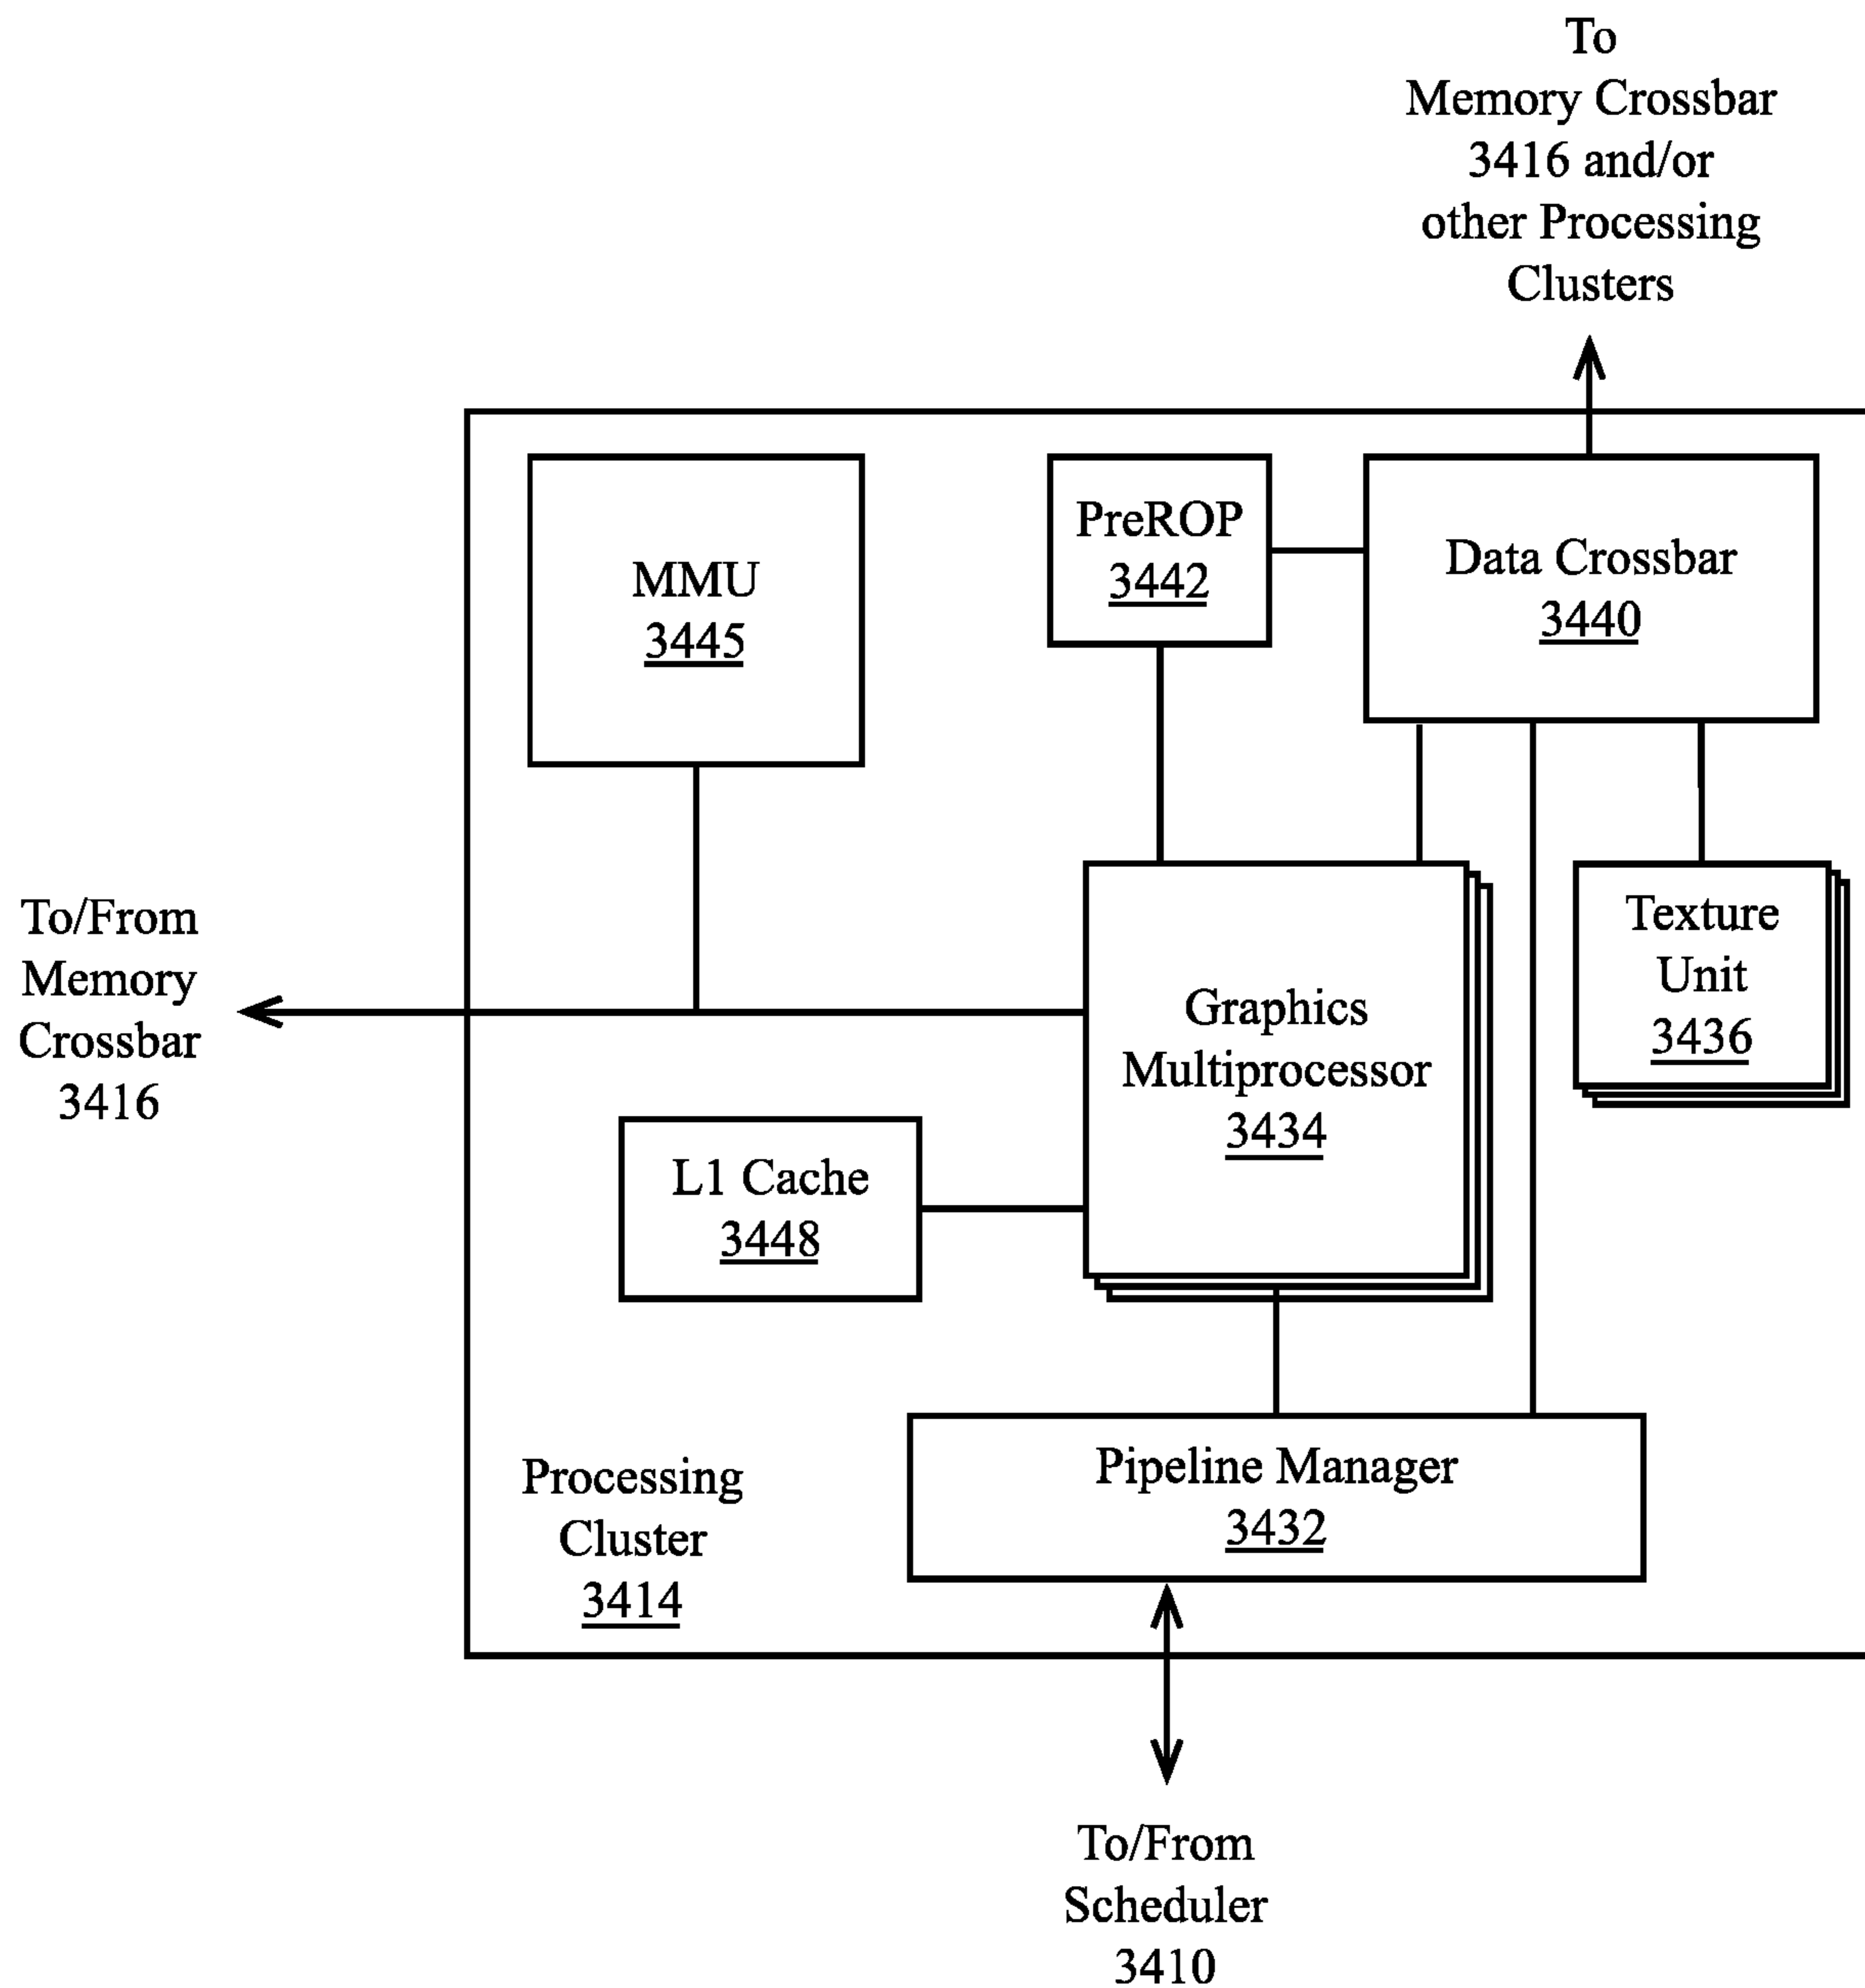 To
Memory Crossbar
3416 and/or
other Processing
Clusters
MMU
3445
PreROP
3442
Data Crossbar
3440
To/From
Memory
Crossbar
3416
Graphics
Multiprocessor
3434
Texture
Unit
3436
L1 Cache
3448
Processing
Cluster
3414
Pipeline Manager
3432
To/From
Scheduler
3410